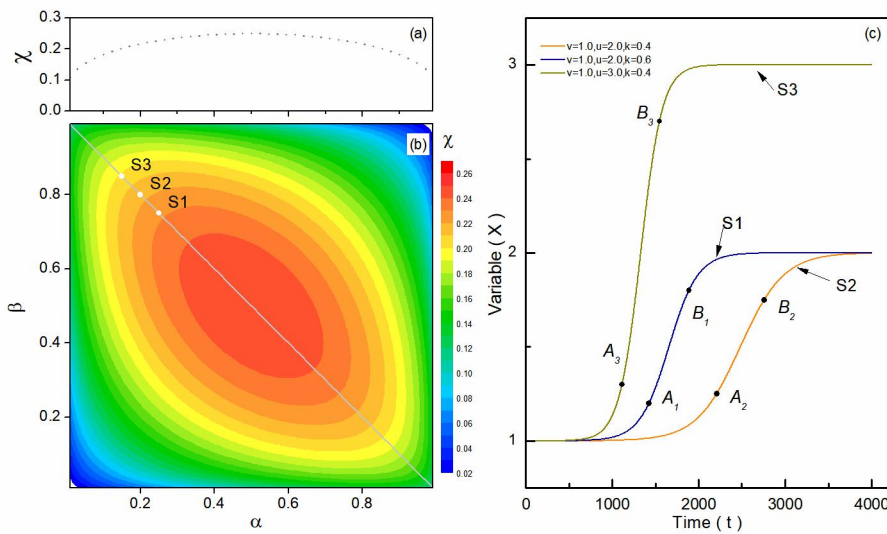 (a)
0.3
0.2
0.1
0.0
χ
(b)
χ
S3
S2
S1
0.8
0.6
0.4
0.2
β
0.2
0.4
0.6
0.8
α
0.26
0.24
0.22
0.20
0.18
0.16
0.14
0.12
0.10
0.08
0.06
0.04
0.02
(c)
v=1.0,u=2.0,k=0.4
v=1.0,u=2.0,k=0.6
v=1.0,u=3.0,k=0.4
3
2
1
Variable ( X )
S3
B3
S1
S2
B1
B2
A3
A1
A2
0
1000
2000
3000
4000
Time ( t )